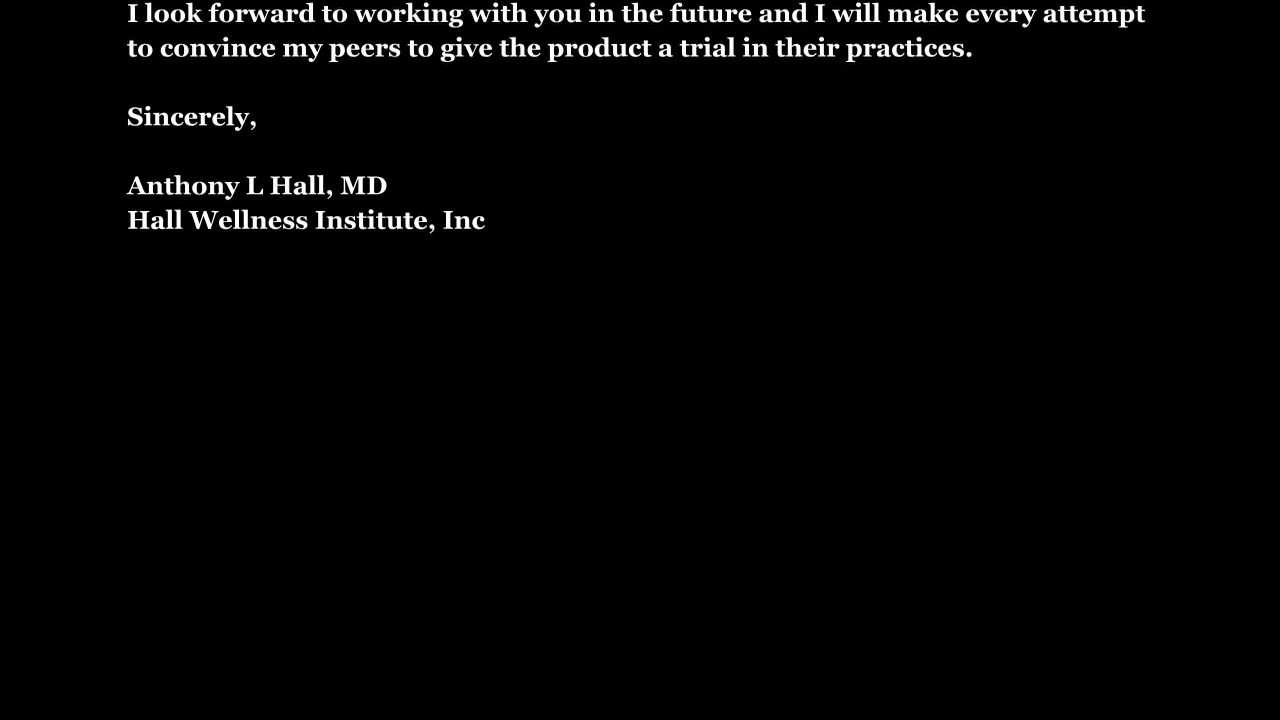 I look forward to working with you in the future and I will make every attempt
to convince my peers to give the product a trial in their practices.
Sincerely,
Anthony L Hall, MD
Hall Wellness Institute, Inc